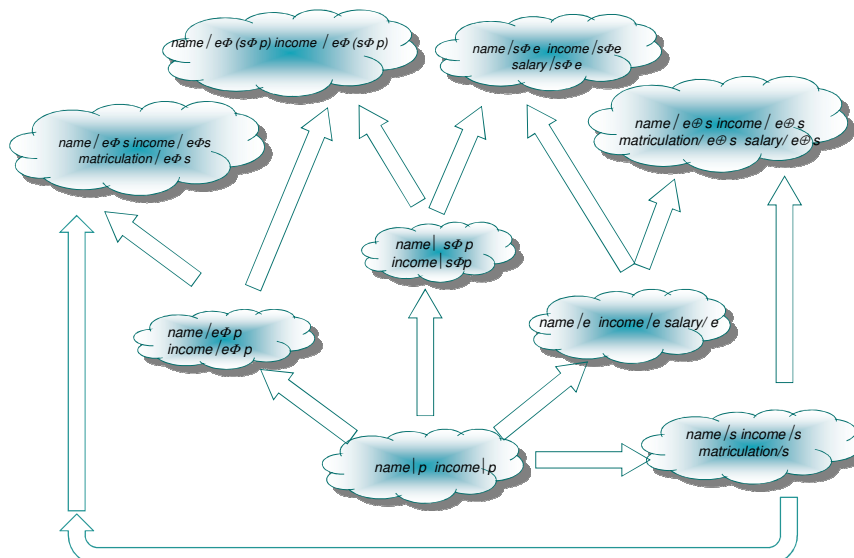 name / eΦ (sΦ p) income / eΦ (sΦ p)
name /sΦ e income /sΦe
salary /sΦ e
name / eΦ s income / eΦs
matriculation / eΦ s
name / e⊕ s income / e⊕ s
matriculation/ e⊕ s salary/ e⊕ s
name| sΦ p
income| sΦp
name /eΦ p
income /eΦ p
name /e income /e salary/ e
name| p income| p
name /s income /s
matriculation/s